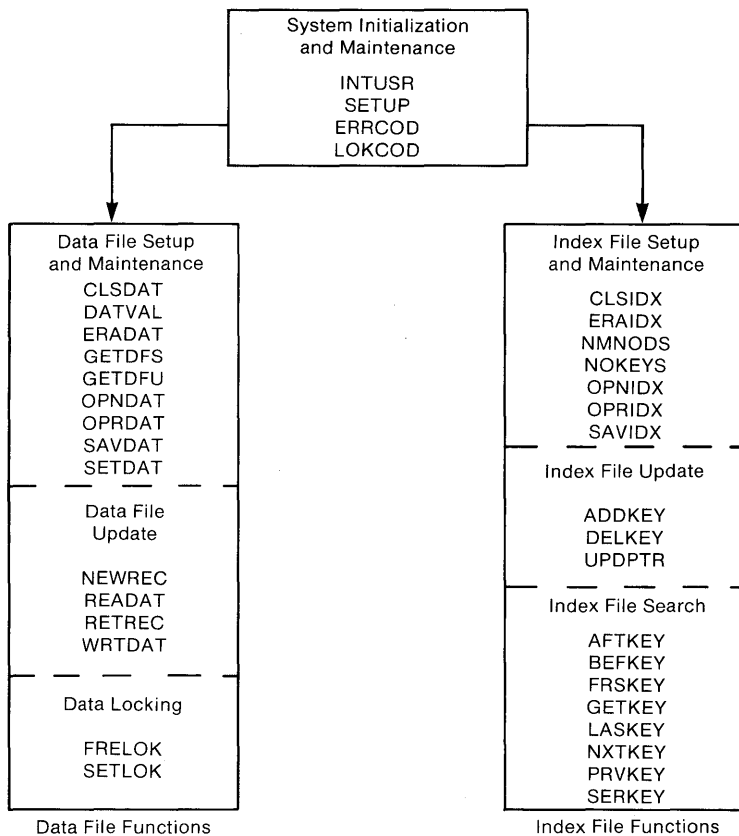 System Initialization
and Maintenance
INTUSR
SETUP
ERRCOD
LOKCOD
Data File Setup
and Maintenance
CLSDAT
DATVAL
ERADAT
GETDFS
GETDFU
OPNDAT
OPRDAT
SAVDAT
SETDAT
Data File
Update
NEWREC
READAT
RETREC
WRTDAT
Data Locking
FRELOK
SETLOK
Data File Functions
Index File Setup
and Maintenance
CLSIDX
ERAIDX
NMNODS
NOKEYS
OPNIDX
OPRIDX
SAVIDX
Index File Update
ADDKEY
DELKEY
UPDPTR
Index File Search
AFTKEY
BEFKEY
FRSKEY
GETKEY
LASKEY
NXTKEY
PRVKEY
SERKEY
Index File Functions